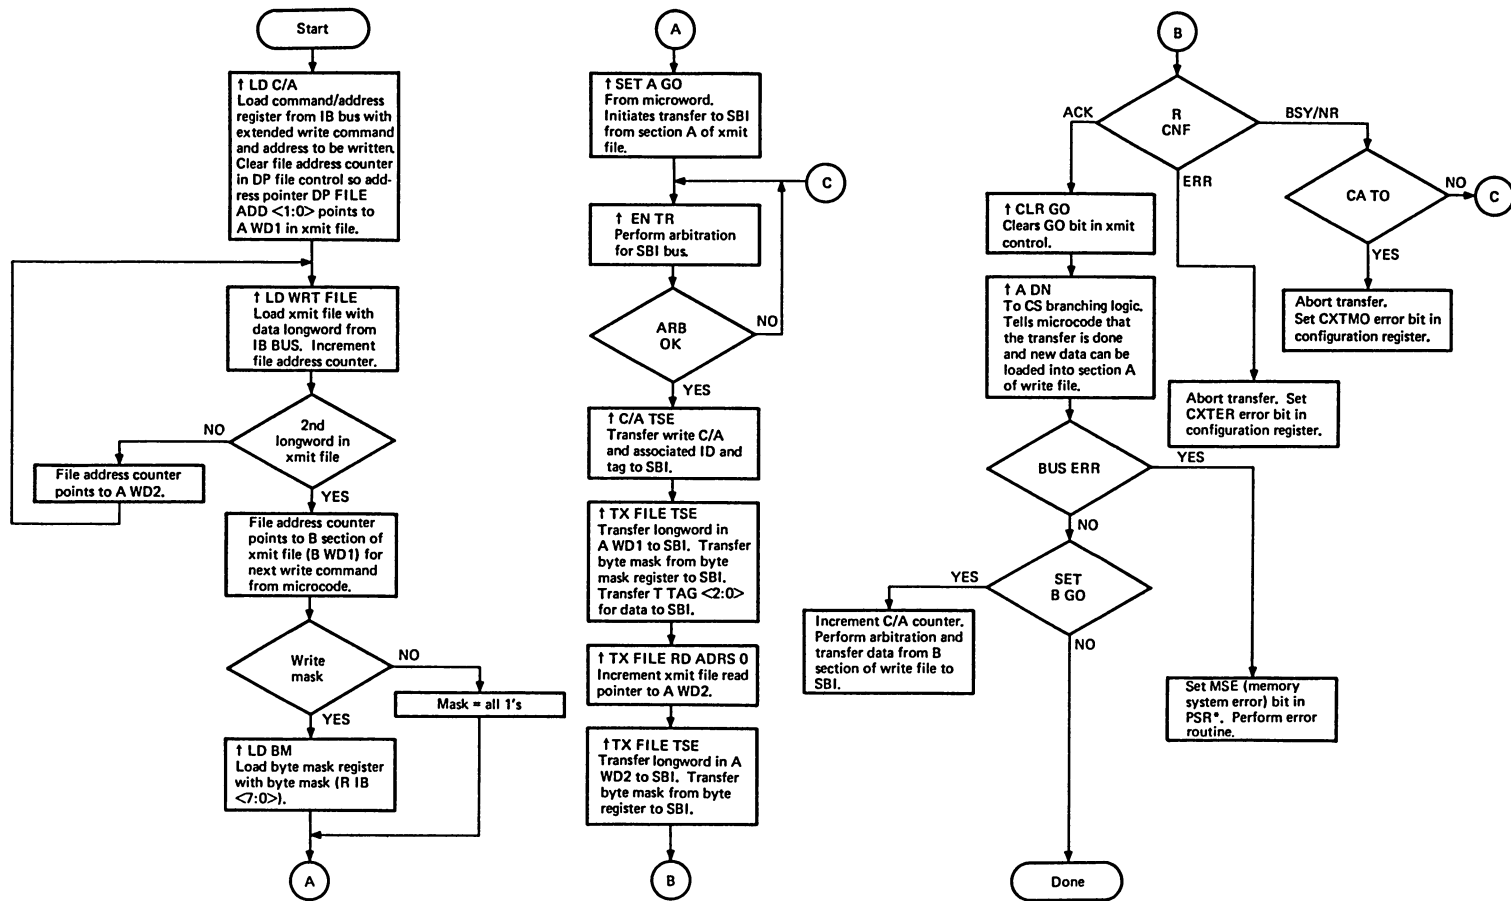 Start
↑ LD C/A
Load command/address
register from IB bus with
extended write command
and address to be written.
Clear file address counter
in DP file control so add-
ress pointer DP FILE
ADD <1:0> points to
A WD1 in xmit file.
↑ LD WRT FILE
Load xmit file with
data longword from
IB BUS. Increment
file address counter.
2nd
longword in
xmit file
NO
YES
File address counter
points to A WD2.
File address counter
points to B section of
xmit file (B WD1) for
next write command
from microcode.
Write
mask
NO
YES
Mask = all 1's
↑ LD BM
Load byte mask register
with byte mask (R IB
<7:0>).
A
A
↑ SET A GO
From microword.
Initiates transfer to SBI
from section A of xmit
file.
C
↑ EN TR
Perform arbitration
for SBI bus.
ARB
OK
NO
YES
↑ C/A TSE
Transfer write C/A
and associated ID and
tag to SBI.
↑ TX FILE TSE
Transfer longword in
A WD1 to SBI. Transfer
byte mask from byte
mask register to SBI.
Transfer T TAG <2:0>
for data to SBI.
↑ TX FILE RD ADRS 0
Increment xmit file read
pointer to A WD2.
↑ TX FILE TSE
Transfer longword in A
WD2 to SBI. Transfer
byte mask from byte
register to SBI.
B
B
R
CNF
ACK
BSY/NR
ERR
CA TO
NO
C
YES
↑ CLR GO
Clears GO bit in xmit
control.
↑ A DN
To CS branching logic.
Tells microcode that
the transfer is done
and new data can be
loaded into section A
of write file.
Abort transfer.
Set CXTMO error bit in
configuration register.
Abort transfer. Set
CXTER error bit in
configuration register.
BUS ERR
YES
NO
SET
B GO
YES
NO
Increment C/A counter.
Perform arbitration and
transfer data from B
section of write file to
SBI.
Set MSE (memory
system error) bit in
PSR*. Perform error
routine.
Done